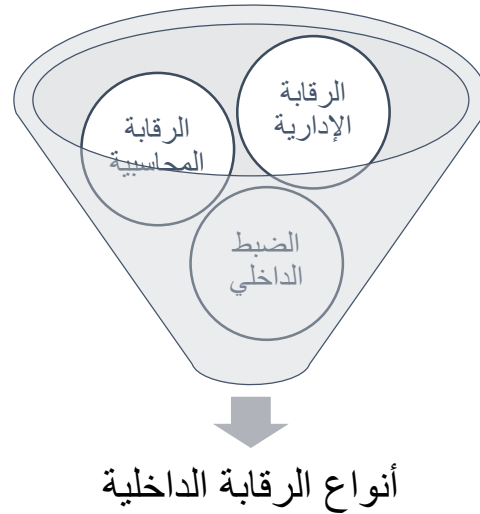 الرقابة
الإدارية
الرقابة
المحاسبية
الضبط
الداخلي
أنواع الرقابة الداخلية